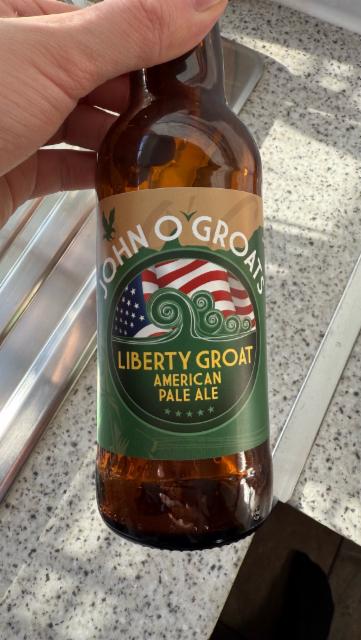 JOHN O'GROATS
LIBERTY GROAT
AMERICAN
PALE ALE